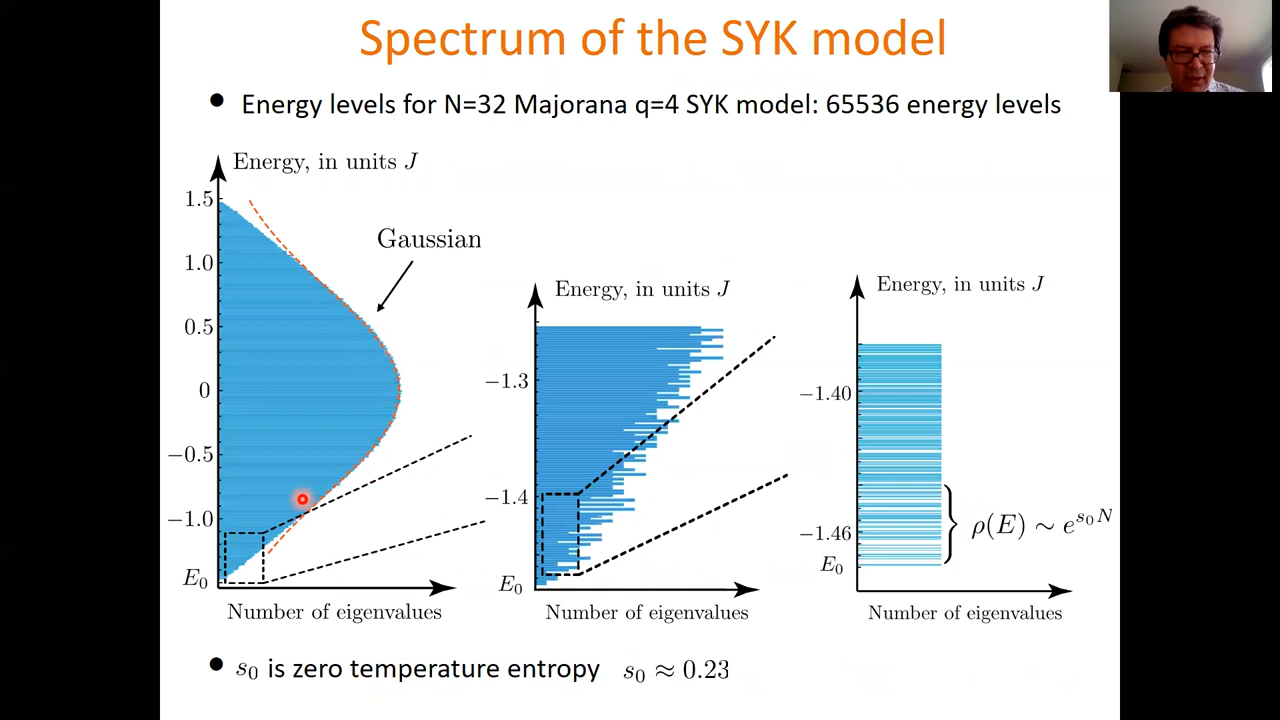 Spectrum of the SYK model
• Energy levels for N=32 Majorana q=4 SYK model: 65536 energy levels
Energy, in units J
1.5
1.0
0.5
0
−0.5
−1.0
E₀
Gaussian
Number of eigenvalues
Energy, in units J
−1.3
−1.4
E₀
Number of eigenvalues
Energy, in units J
−1.40
−1.46
E₀
ρ(E) ∼ e^{s₀N}
Number of eigenvalues
• s₀ is zero temperature entropy s₀ ≈ 0.23